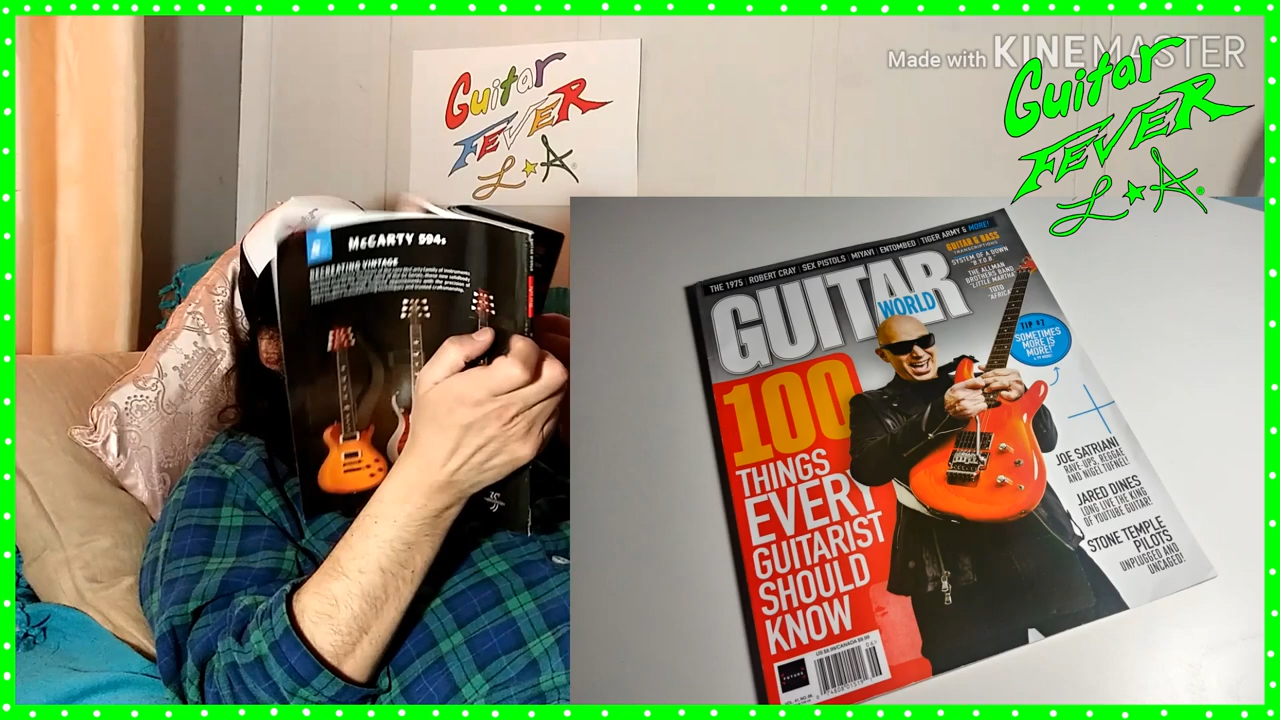 Made with KINEMASTER
Guitar
FEVER
L★A
Guitar
FEVER
L★A
McCARTY 594s
RECREATING VINTAGE
THE 1975 | ROBERT CRAY | SEX PISTOLS | MIYAVI | ENTOMBED | TIGER ARMY & MORE!
GUITAR
WORLD
GUITAR & BASS
TRANSCRIPTIONS
SYSTEM OF A DOWN
"B.Y.O.B."
THE ALLMAN
BROTHERS BAND
"LITTLE MARTHA"
TOTO
"AFRICA"
TIP #7
SOMETIMES
MORE IS
MORE!
100
THINGS
EVERY
GUITARIST
SHOULD
KNOW
JOE SATRIANI
RAVE-UPS, REGGAE
AND NIGEL TUFNEL!
JARED DINES
LONG LIVE THE KING
OF YOUTUBE GUITAR!
STONE TEMPLE
PILOTS
UNPLUGGED AND
UNCAGED!
FUTURE